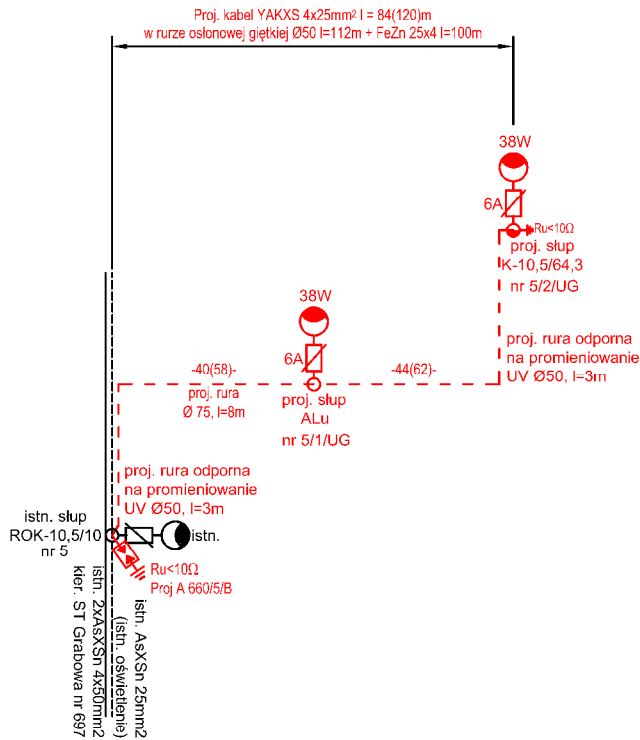 Proj. kabel YAKXS 4x25mm² l = 84(120)m
w rurze osłonowej giętkiej Ø50 l=112m + FeZn 25x4 l=100m
38W
6A
Ru<10Ω
proj. słup
K-10,5/64,3
nr 5/2/UG
38W
6A
-40(58)-
-44(62)-
proj. rura
Ø 75, l=8m
proj. słup
ALu
nr 5/1/UG
proj. rura odporna
na promieniowanie
UV Ø50, l=3m
proj. rura odporna
na promieniowanie
UV Ø50, l=3m
istn. słup
ROK-10,5/10
nr 5
istn.
Ru<10Ω
Proj A 660/5/B
istn. AsXSn 25mm2
(istn. oświetlenie)
istn. 2xAsXSn 4x50mm2
kier. ST Grabowa nr 697